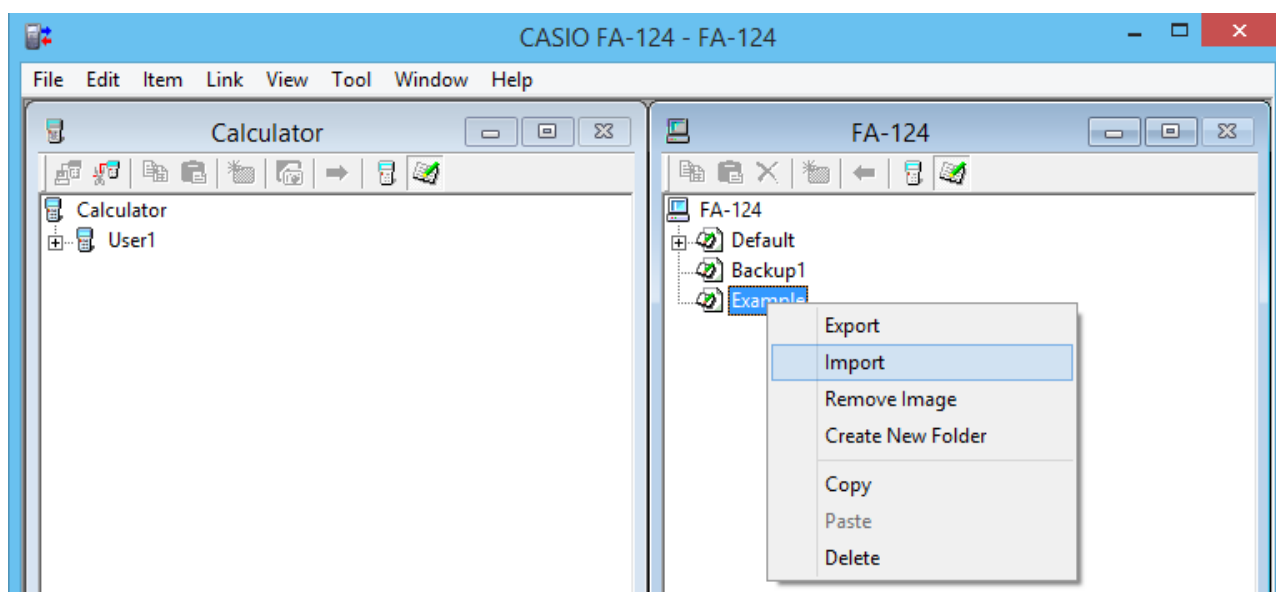 CASIO FA-124 - FA-124
File Edit Item Link View Tool Window Help
Calculator
Calculator
User1
FA-124
FA-124
Default
Backup1
Example
Export
Import
Remove Image
Create New Folder
Copy
Paste
Delete